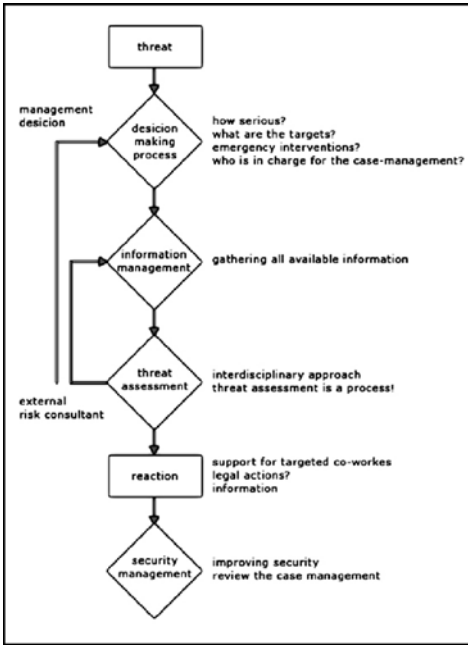 threat
management
desicion
desicion
making
process
how serious?
what are the targets?
emergency interventions?
who is in charge for the case-management?
information
management
gathering all available information
threat
assessment
interdisciplinary approach
threat assessment is a process!
external
risk consultant
reaction
support for targeted co-workes
legal actions?
information
security
management
improving security
review the case management